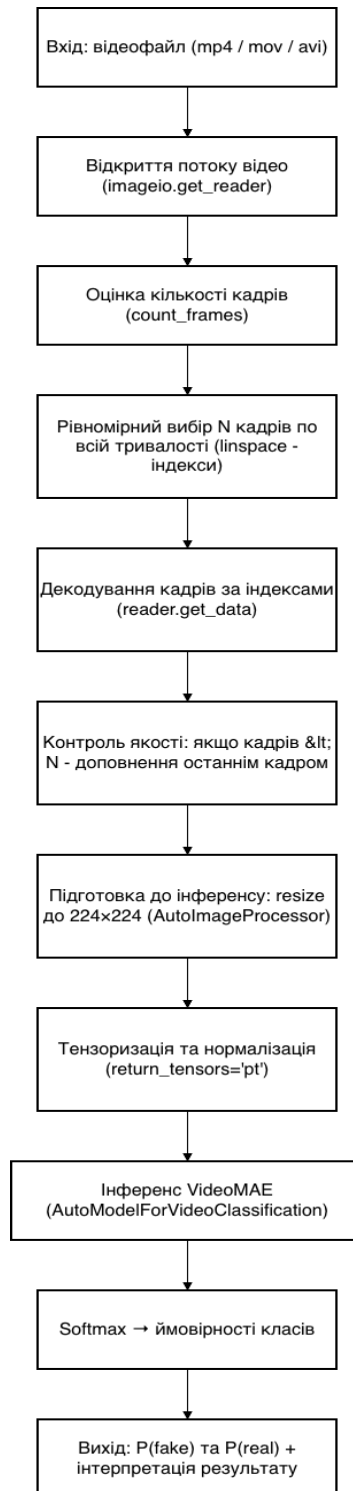 Вхід: відеофайл (mp4 / mov / avi)
Відкриття потоку відео
(imageio.get_reader)
Оцінка кількості кадрів
(count_frames)
Рівномірний вибір N кадрів по
всій тривалості (linspace -
індекси)
Декодування кадрів за індексами
(reader.get_data)
Контроль якості: якщо кадрів &lt;
N - доповнення останнім кадром
Підготовка до інференсу: resize
до 224×224 (AutoImageProcessor)
Тензоризація та нормалізація
(return_tensors='pt')
Інференс VideoMAE
(AutoModelForVideoClassification)
Softmax → ймовірності класів
Вихід: P(fake) та P(real) +
інтерпретація результату